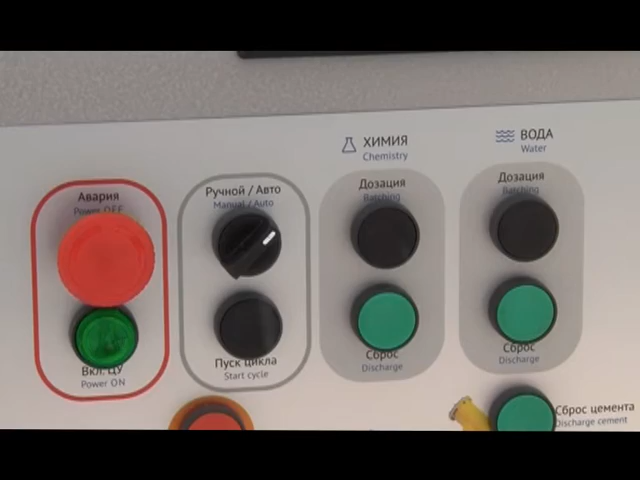 ХИМИЯ
Chemistry
ВОДА
Water
Авария
Power OFF
Ручной / Авто
Manual / Auto
Дозация
Batching
Дозация
Batching
Вкл. ЦУ
Power ON
Пуск цикла
Start cycle
Сброс
Discharge
Сброс
Discharge
Сброс цемента
Discharge cement